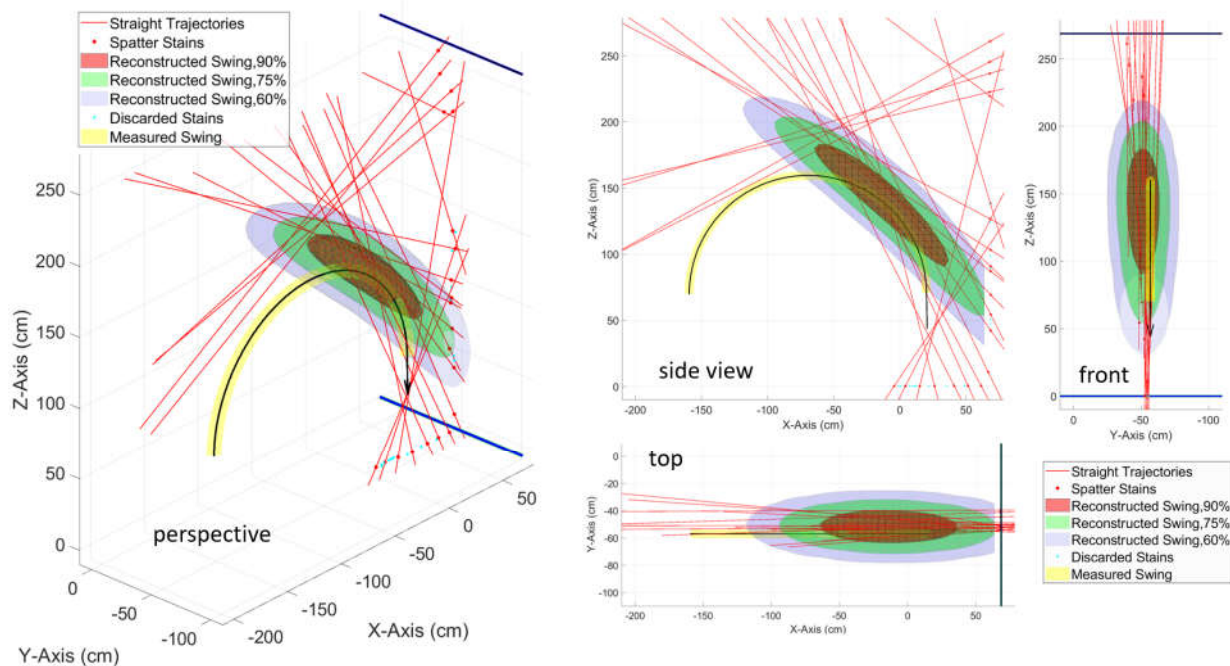 Straight Trajectories
Spatter Stains
Reconstructed Swing,90%
Reconstructed Swing,75%
Reconstructed Swing,60%
Discarded Stains
Measured Swing
250
200
150
100
50
0
Z-Axis (cm)
0
-50
-100
Y-Axis (cm)
-200
-150
-100
-50
0
50
X-Axis (cm)
perspective
250
200
150
100
50
0
Z-Axis (cm)
-200
-150
-100
-50
0
50
X-Axis (cm)
side view
250
200
150
100
50
0
Z-Axis (cm)
0
-50
-100
Y-Axis (cm)
front
top
0
-20
-40
-60
-80
-100
Y-Axis (cm)
-200
-150
-100
-50
0
50
X-Axis (cm)
Straight Trajectories
Spatter Stains
Reconstructed Swing,90%
Reconstructed Swing,75%
Reconstructed Swing,60%
Discarded Stains
Measured Swing